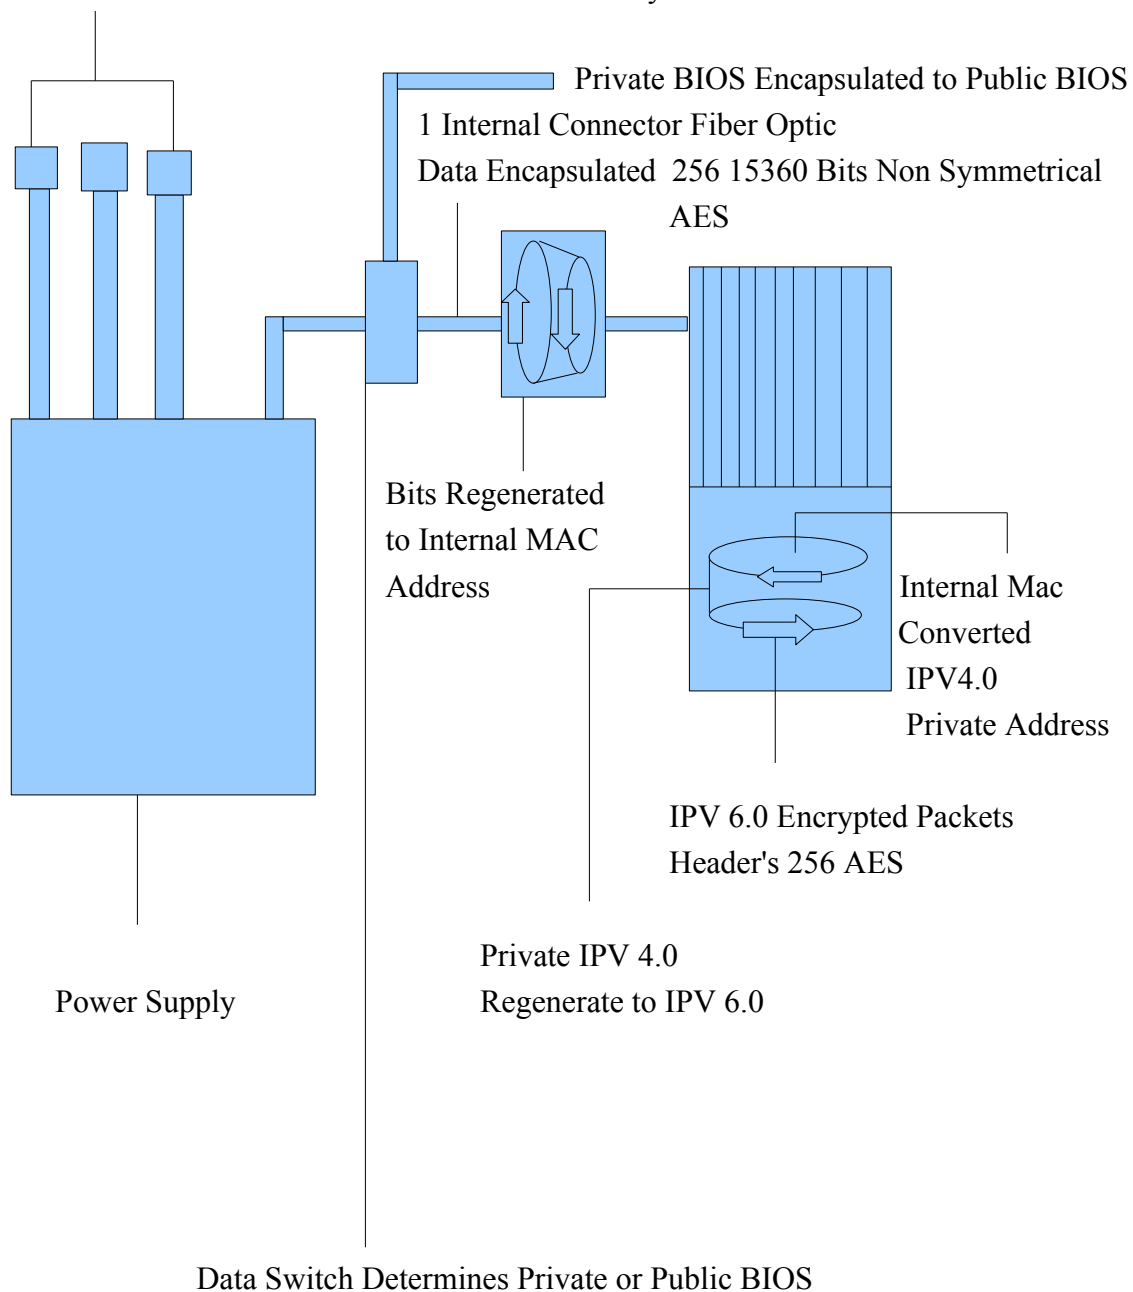 Private BIOS Encapsulated to Public BIOS
1 Internal Connector Fiber Optic
Data Encapsulated 256 15360 Bits Non Symmetrical
AES
Bits Regenerated
to Internal MAC
Address
Internal Mac
Converted
IPV4.0
Private Address
IPV 6.0 Encrypted Packets
Header's 256 AES
Private IPV 4.0
Regenerate to IPV 6.0
Power Supply
Data Switch Determines Private or Public BIOS